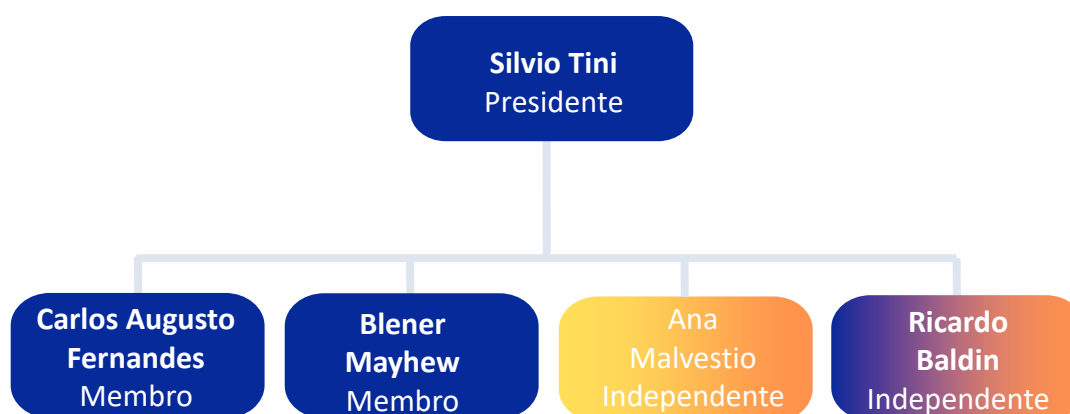 Silvio Tini
Presidente
Carlos Augusto
Fernandes
Membro
Blener
Mayhew
Membro
Ana
Malvestio
Independente
Ricardo
Baldin
Independente